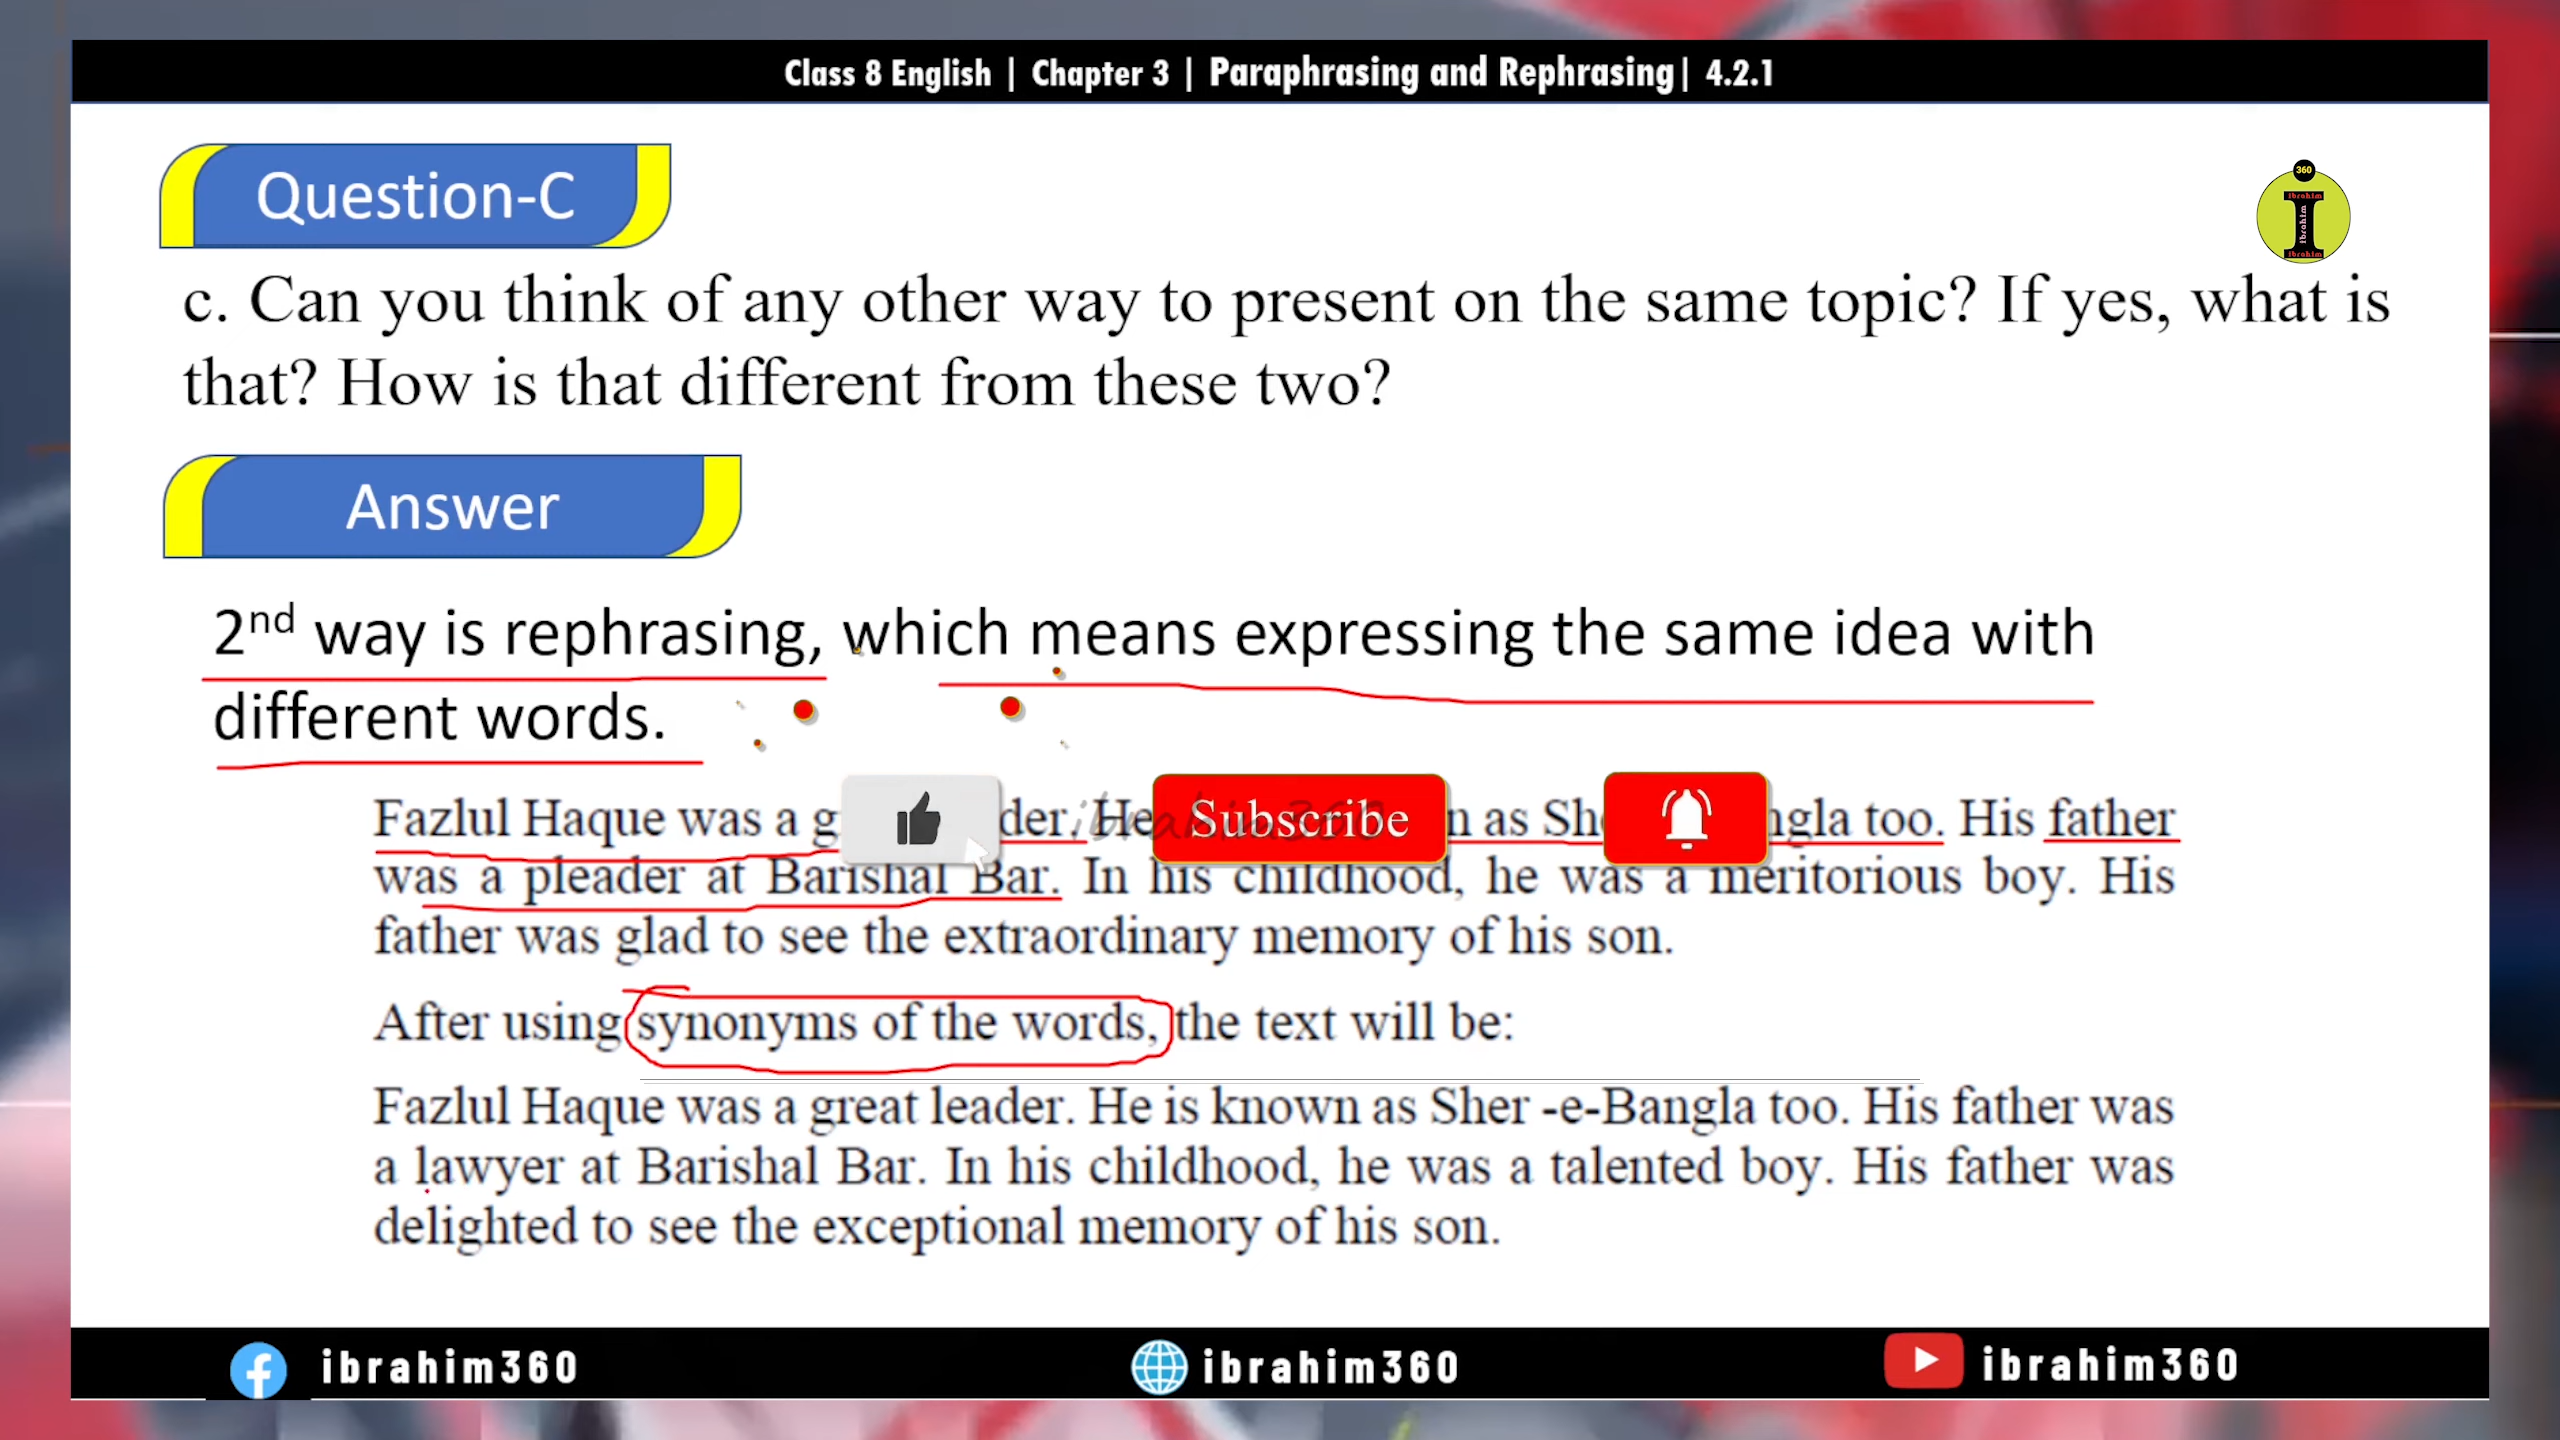 Class 8 English | Chapter 3 | Paraphrasing and Rephrasing| 4.2.1
Question-C
360
ibrahim
ibrahim
ibrahim
c. Can you think of any other way to present on the same topic? If yes, what is
that? How is that different from these two?
Answer
2nd way is rephrasing, which means expressing the same idea with
different words.
Fazlul Haque was a g der. He Subscribe n as Sh ngla too. His father
ibrahim360
was a pleader at Barishal Bar. In his childhood, he was a meritorious boy. His
father was glad to see the extraordinary memory of his son.
After using synonyms of the words, the text will be:
Fazlul Haque was a great leader. He is known as Sher -e-Bangla too. His father was
a lawyer at Barishal Bar. In his childhood, he was a talented boy. His father was
delighted to see the exceptional memory of his son.
ibrahim360 ibrahim360 ibrahim360